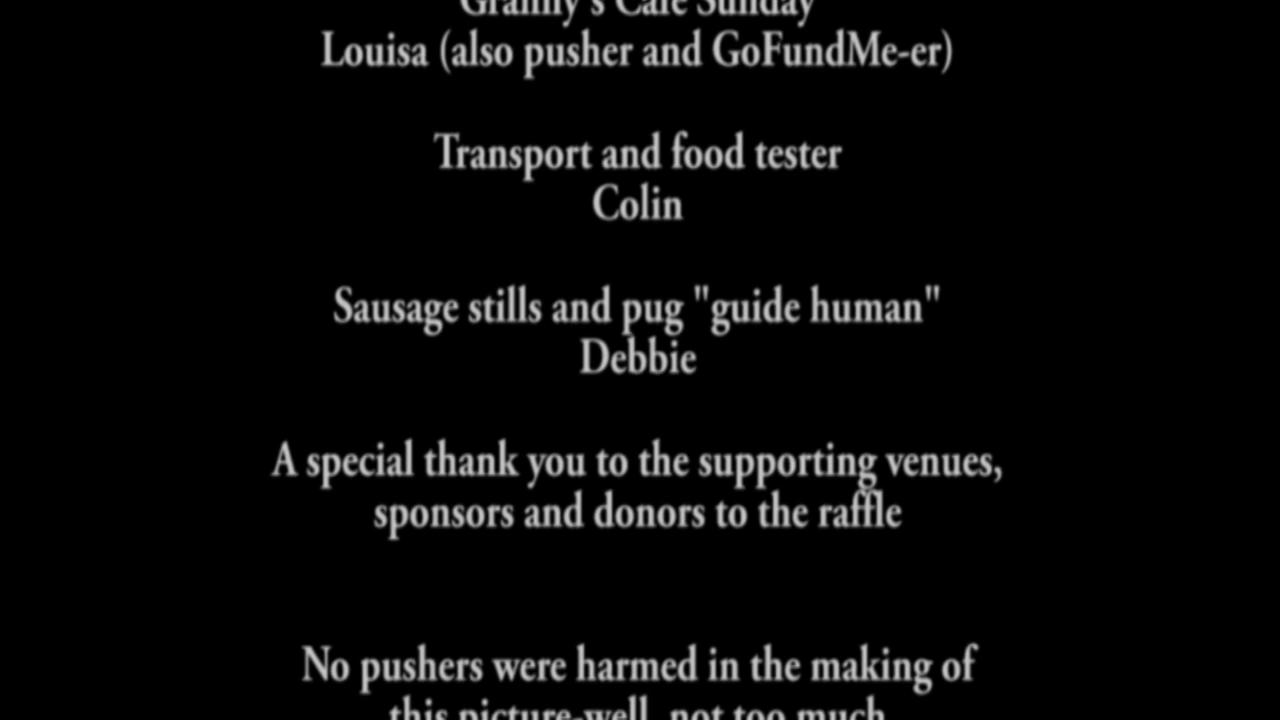 Granny's Cafe Sunday
Louisa (also pusher and GoFundMe-er)
Transport and food tester
Colin
Sausage stills and pug "guide human"
Debbie
A special thank you to the supporting venues,
sponsors and donors to the raffle
No pushers were harmed in the making of
this picture-well, not too much